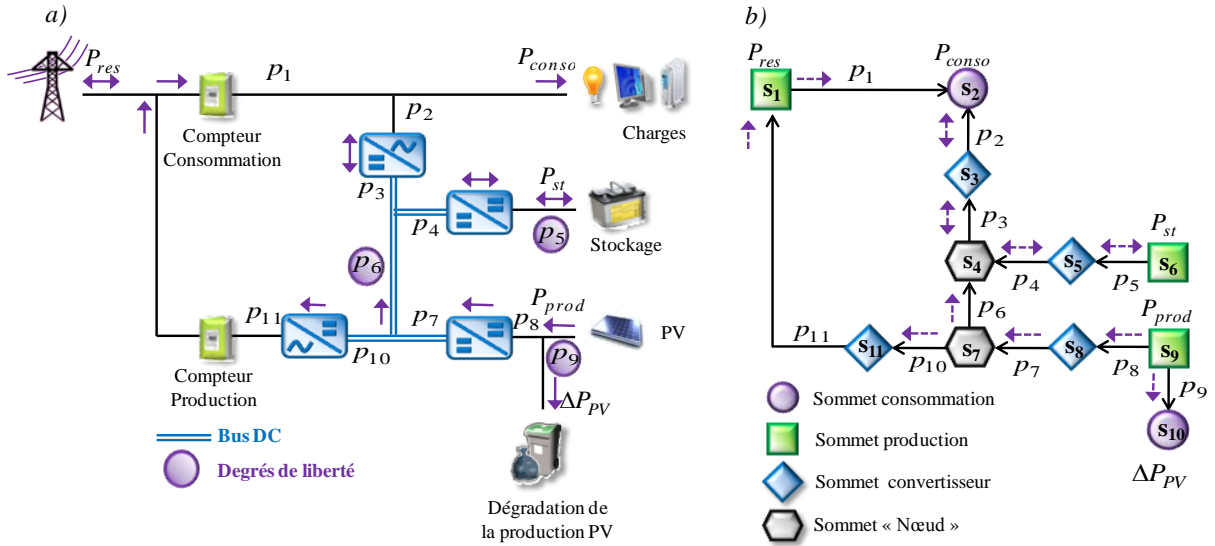 a)
P_res
p_1
P_conso
Compteur
Consommation
p_2
Charges
p_3
P_st
p_4
p_5
Stockage
p_6
P_prod
p_11
p_7
p_8
PV
p_10
p_9
Compteur
Production
ΔP_PV
Bus DC
Degrés de liberté
Dégradation de
la production PV
b)
P_res
p_1
P_conso
s_1
s_2
p_2
s_3
p_3
P_st
s_4
s_5
s_6
p_4
p_5
p_6
P_prod
p_11
s_11
s_7
s_8
s_9
p_10
p_7
p_8
p_9
Sommet consommation
s_10
Sommet production
ΔP_PV
Sommet convertisseur
Sommet « Nœud »